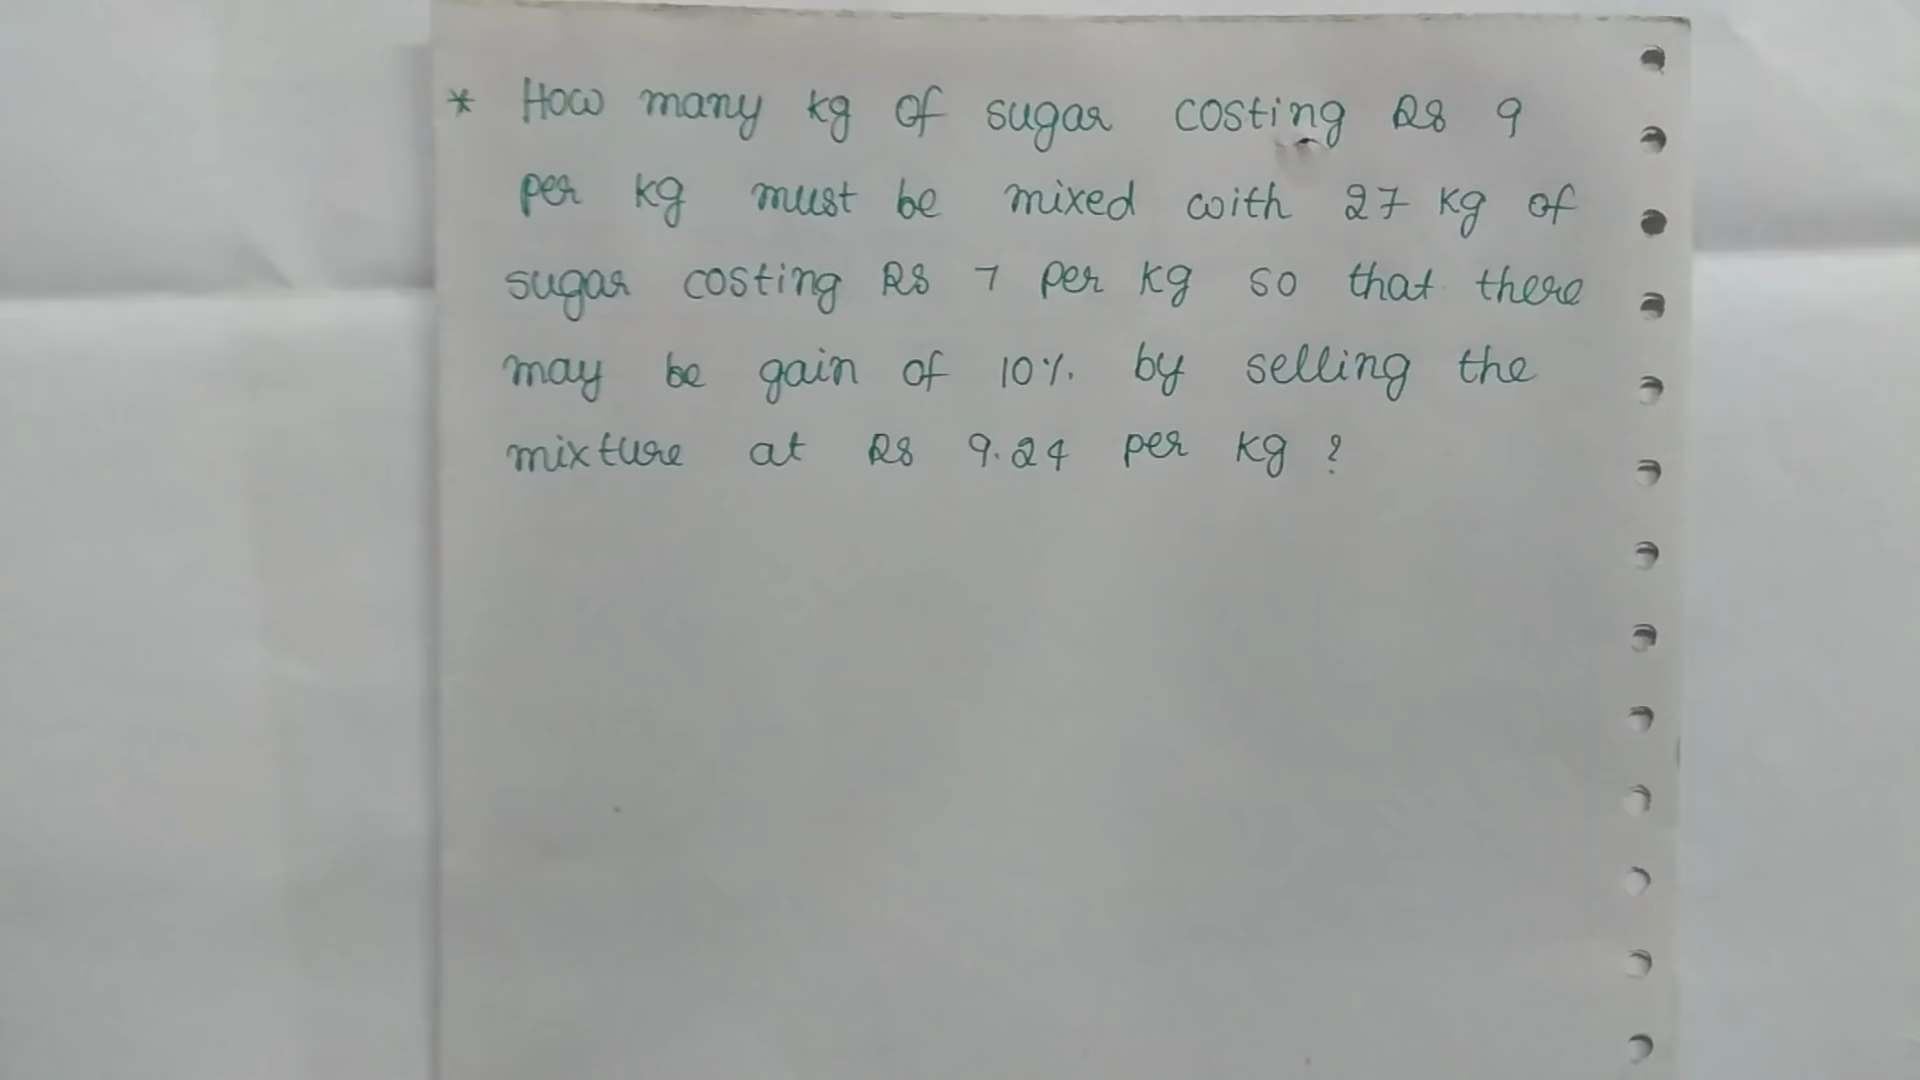 * How many kg of sugar costing Rs 9
per kg must be mixed with 27 kg of
sugar costing Rs 7 per kg so that there
may be gain of 10% by selling the
mixture at Rs 9.24 per kg ?